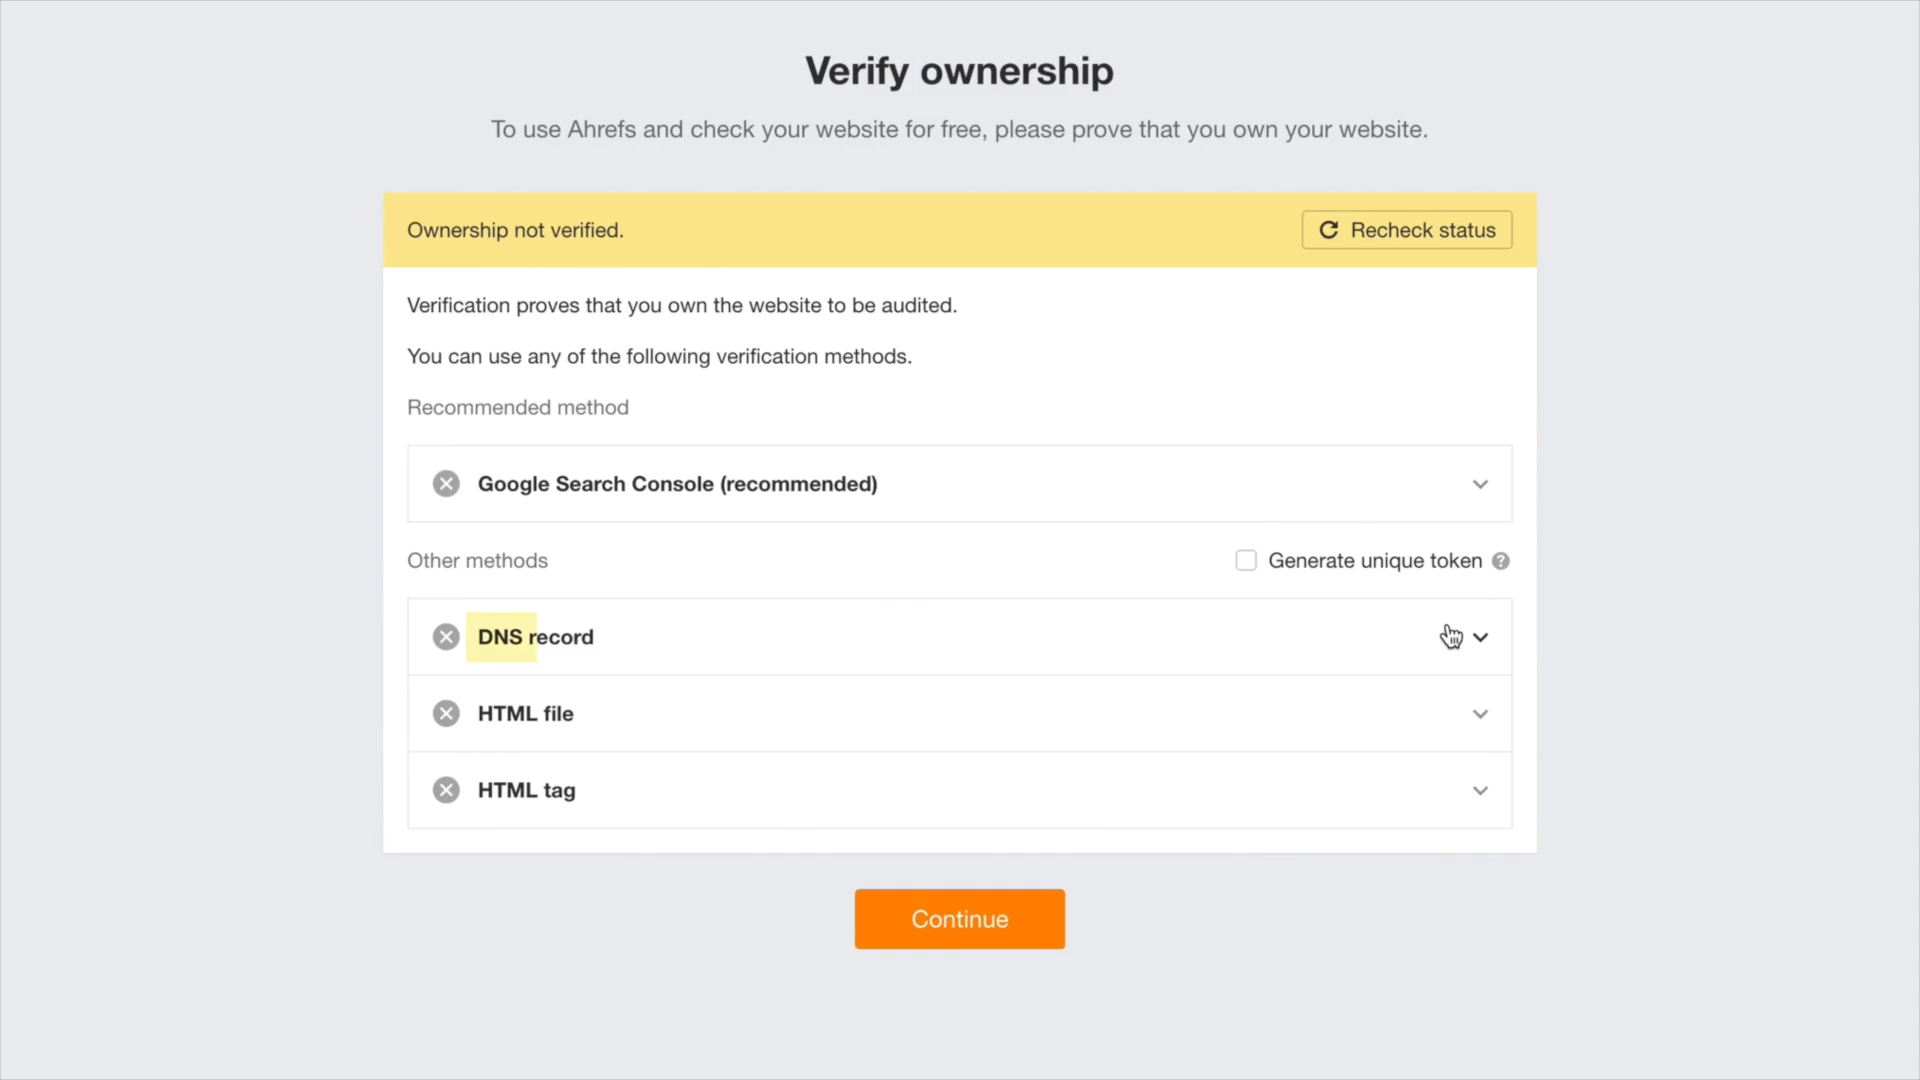 Verify ownership
To use Ahrefs and check your website for free, please prove that you own your website.
Ownership not verified.
Recheck status
Verification proves that you own the website to be audited.
You can use any of the following verification methods.
Recommended method
Google Search Console (recommended)
Other methods
Generate unique token ?
DNS record
HTML file
HTML tag
Continue